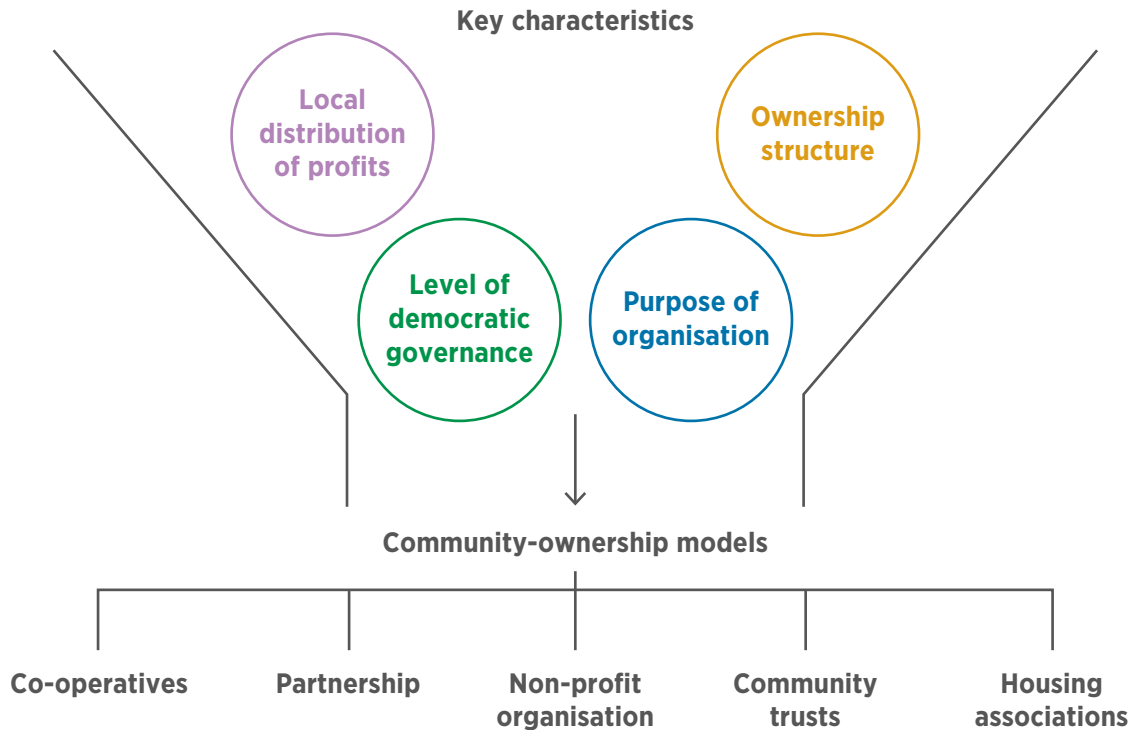 Key characteristics
Local
distribution
of profits
Ownership
structure
Level of
democratic
governance
Purpose of
organisation
Community-ownership models
Co-operatives
Partnership
Non-profit
organisation
Community
trusts
Housing
associations